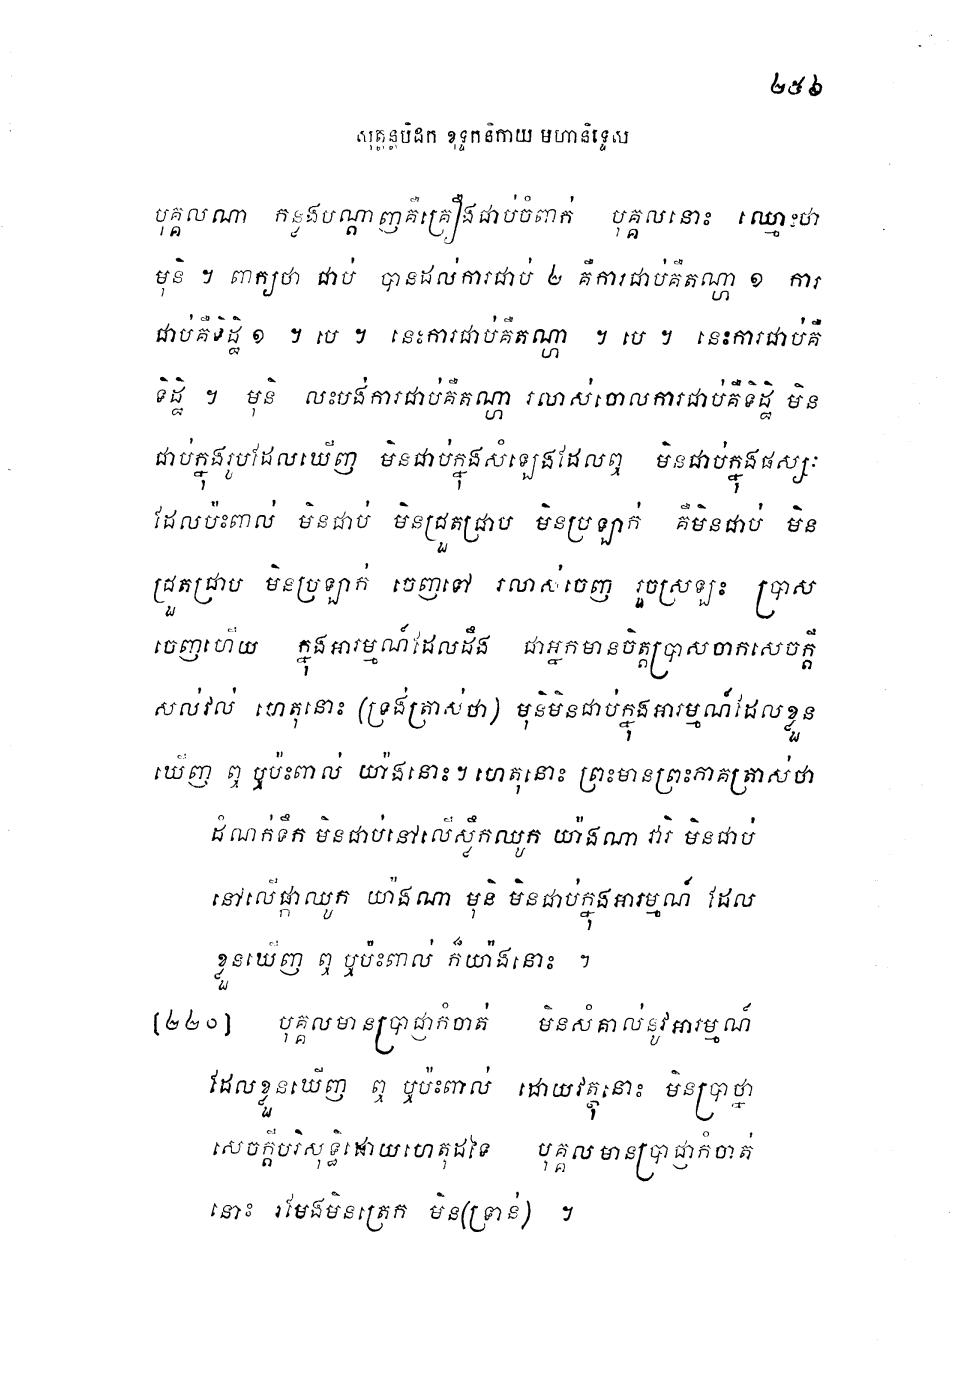 ២៥៦
សុត្តន្តបិដក ខុទ្ទកនិកាយ មហានិទ្ទេស
បុគ្គលណា កន្លងបណ្តាញគឺគ្រឿងជាប់ចំពាក់ បុគ្គលនោះ ឈ្មោះថា
មុនិ ។ ពាក្យថា ជាប់ បានដល់ការជាប់ ២ គឺការជាប់គឺតណ្ហា ១ ការ
ជាប់គឺទិដ្ឋិ ១ ។ បេ ។ នេះការជាប់គឺតណ្ហា ។ បេ ។ នេះការជាប់គឺ
ទិដ្ឋិ ។ មុនិ លះបង់ការជាប់គឺតណ្ហា រលាស់ចោលការជាប់គឺទិដ្ឋិ មិន
ជាប់ក្នុងរូបដែលឃើញ មិនជាប់ក្នុងសំឡេងដែលឮ មិនជាប់ក្នុងផស្សៈ
ដែលប៉ះពាល់ មិនជាប់ មិនជ្រួតជ្រាប មិនប្រឡាក់ គឺមិនជាប់ មិន
ជ្រួតជ្រាប មិនប្រឡាក់ ចេញទៅ រលាស់ចេញ រួចស្រឡះ ប្រាស
ចេញហើយ ក្នុងអារម្មណ៍ដែលដឹង ជាអ្នកមានចិត្តប្រាសចាកសេចក្តី
សល់វល់ ហេតុនោះ (ទ្រង់ត្រាស់ថា) មុនិមិនជាប់ក្នុងអារម្មណ៍ដែលខ្លួន
ឃើញ ឮ ឬប៉ះពាល់ យ៉ាងនោះ។ ហេតុនោះ ព្រះមានព្រះភាគត្រាស់ថា
ដំណក់ទឹក មិនជាប់នៅលើស្លឹកឈូក យ៉ាងណា វារិ មិនជាប់
នៅលើផ្កាឈូក យ៉ាងណា មុនិ មិនជាប់ក្នុងអារម្មណ៍ ដែល
ខ្លួនឃើញ ឮ ឬប៉ះពាល់ ក៏យ៉ាងនោះ ។
[២២០] បុគ្គលមានប្រាជ្ញាកំចាត់ មិនសំគាល់នូវអារម្មណ៍
ដែលខ្លួនឃើញ ឮ ឬប៉ះពាល់ ដោយវត្ថុនោះ មិនប្រាថ្នា
សេចក្តីបរិសុទ្ធិដោយហេតុដទៃ បុគ្គលមានប្រាជ្ញាកំចាត់
នោះ រមែងមិនត្រេក មិន(ទ្រាន់) ។